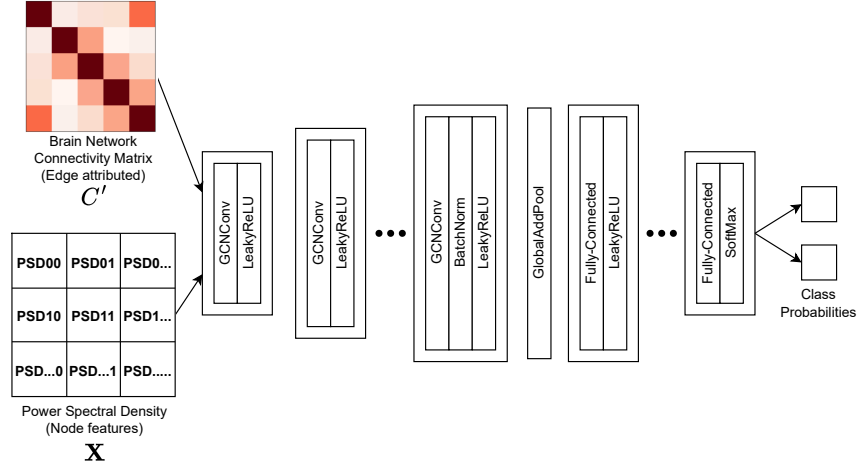 Brain Network
Connectivity Matrix
(Edge attributed)
C′
PSD00 PSD01 PSD0...
PSD10 PSD11 PSD1...
PSD...0 PSD...1 PSD.....
Power Spectral Density
(Node features)
X
GCNConv
LeakyReLU
GCNConv
LeakyReLU
GCNConv
BatchNorm
LeakyReLU
GlobalAddPool
Fully-Connected
LeakyReLU
Fully-Connected
SoftMax
Class
Probabilities